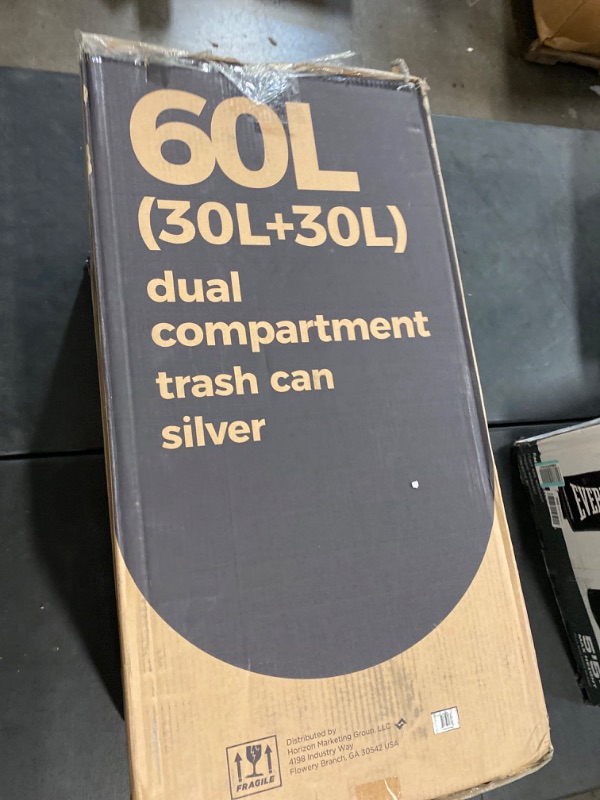 60L
(30L+30L)
dual
compartment
trash can
silver
FRAGILE
Distributed by
Horizon Marketing Group, LLC
4198 Industry Way
Flowery Branch, GA 30542 USA